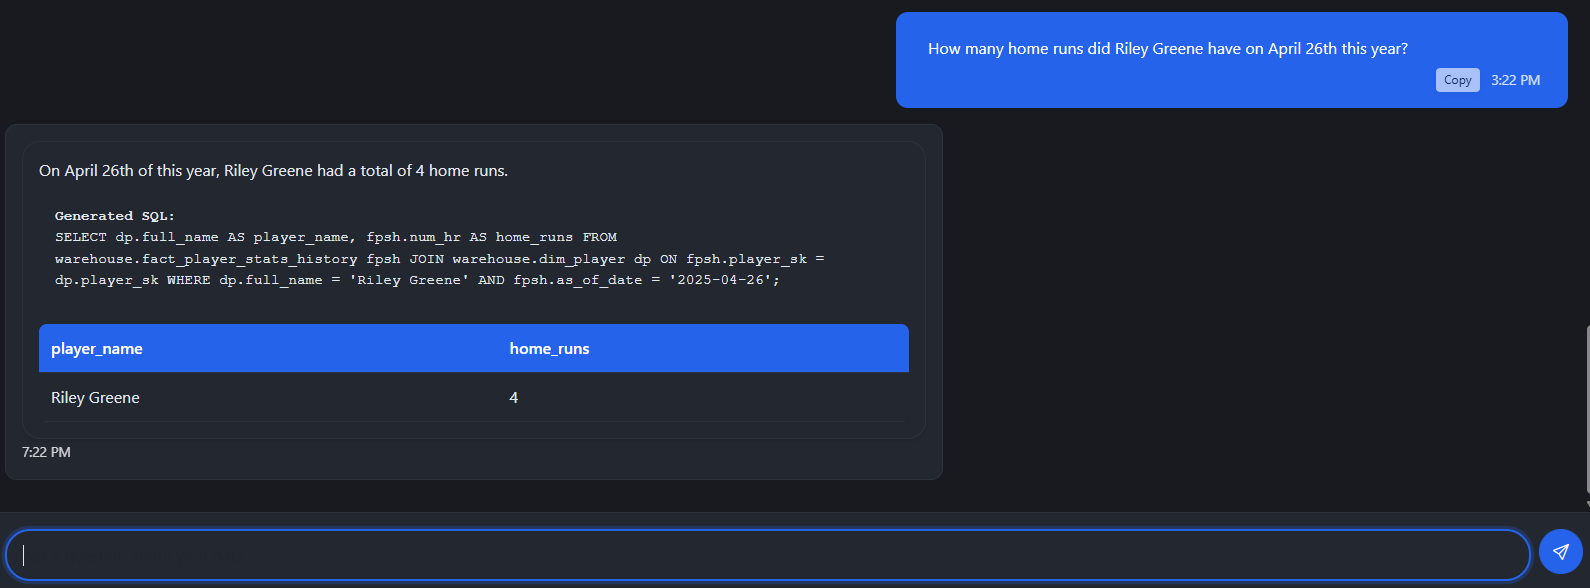 How many home runs did Riley Greene have on April 26th this year?
Copy 3:22 PM
On April 26th of this year, Riley Greene had a total of 4 home runs.
Generated SQL:
SELECT dp.full_name AS player_name, fpsh.num_hr AS home_runs FROM
warehouse.fact_player_stats_history fpsh JOIN warehouse.dim_player dp ON fpsh.player_sk =
dp.player_sk WHERE dp.full_name = 'Riley Greene' AND fpsh.as_of_date = '2025-04-26';
player_name home_runs
Riley Greene 4
7:22 PM